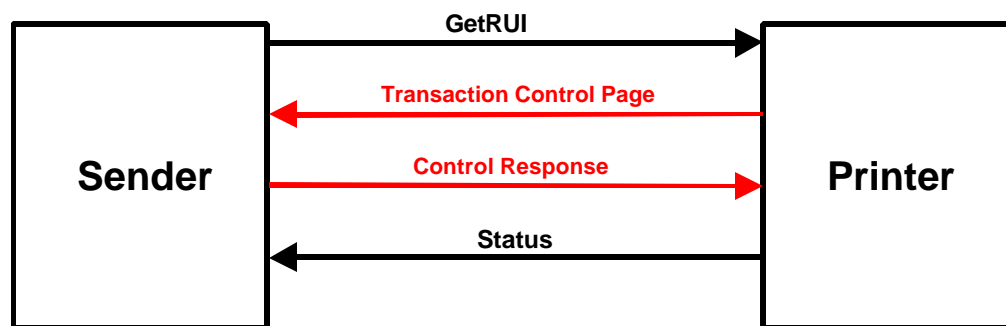 GetRUI
Transaction Control Page
Control Response
Sender
Printer
Status